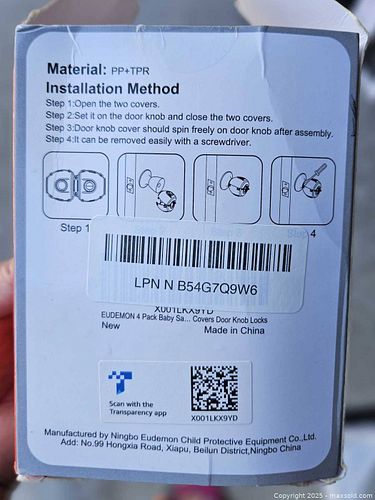 Material: PP+TPR
Installation Method
Step 1:Open the two covers.
Step 2:Set it on the door knob and close the two covers.
Step 3:Door knob cover should spin freely on door knob after assembly.
Step 4:It can be removed easily with a screwdriver.
Step 1
4
LPN N B54G7Q9W6
X001LKX9YD
EUDEMON 4 Pack Baby Sa... Covers Door Knob Locks
New
Made in China
Scan with the
Transparency app
X001LKX9YD
Manufactured by Ningbo Eudemon Child Protective Equipment Co.,Ltd.
Add: No.99 Hongxia Road, Xiapu, Beilun District,Ningbo China
Copyright 2025 - maxsold.com